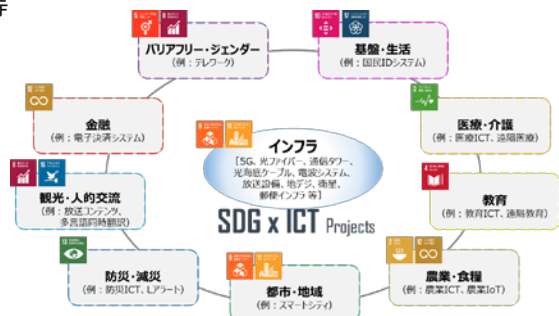 バリアフリー・ジェンダー
（例：テレワーク）
基盤・生活
（例：国民IDシステム）
金融
（例：電子決済システム）
インフラ
［5G、光ファイバー、通信タワー、
光海底ケーブル、電波システム、
放送設備、地デジ、衛星、
郵便インフラ 等］
医療・介護
（例：医療ICT、遠隔医療）
観光・人的交流
（例：放送コンテンツ、
多言語同時翻訳）
SDG x ICT Projects
教育
（例：教育ICT、遠隔教育）
防災・減災
（例：防災ICT、Lアラート）
都市・地域
（例：スマートシティ）
農業・食糧
（例：農業ICT、農業IoT）